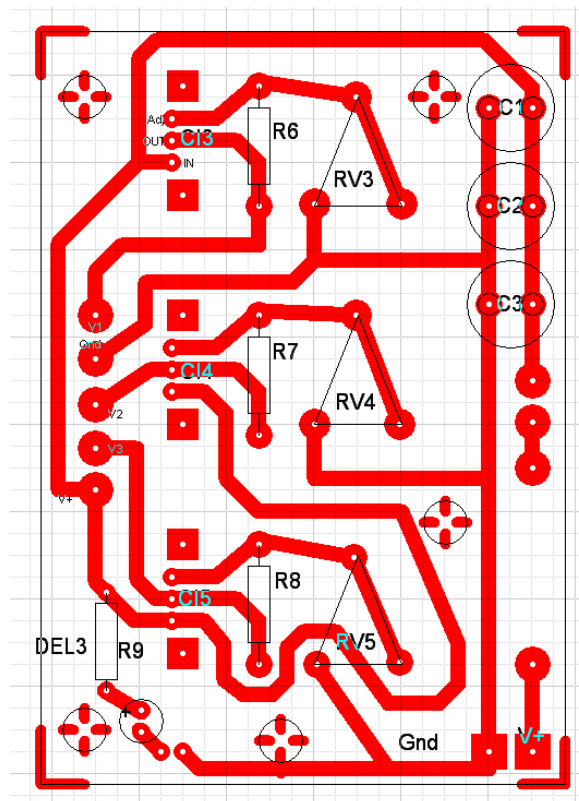 C1
Adj
R6
OUT
CI3
IN
RV3
C2
V1
C3
Gnd
R7
CI4
RV4
V2
V3
V+
R8
CI5
DEL3
R9
RV5
+
Gnd
V+